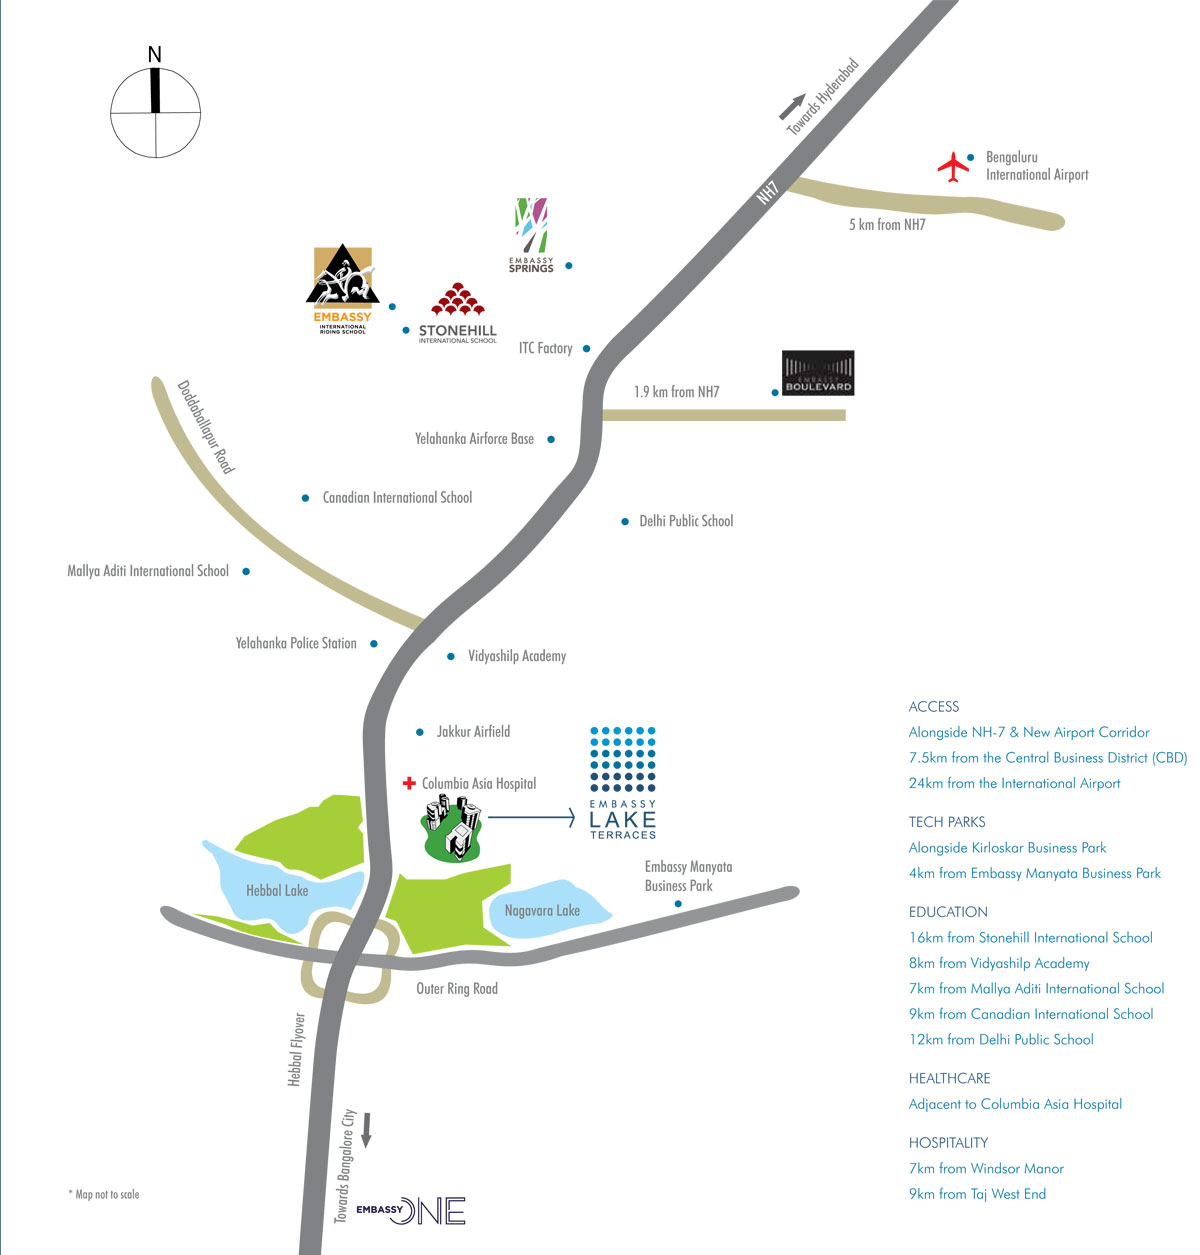 N
Towards Hyderabad
NH7
Bengaluru
International Airport
5 km from NH7
EMBASSY
SPRINGS
EMBASSY
INTERNATIONAL
RIDING SCHOOL
STONEHILL
INTERNATIONAL SCHOOL
ITC Factory
EMBASSY
BOULEVARD
1.9 km from NH7
Doddaballapur Road
Yelahanka Airforce Base
Canadian International School
Delhi Public School
Mallya Aditi International School
Yelahanka Police Station
Vidyashilp Academy
Jakkur Airfield
Columbia Asia Hospital
EMBASSY
LAKE
TERRACES
Hebbal Lake
Embassy Manyata
Business Park
Nagavara Lake
Outer Ring Road
Hebbal Flyover
Towards Bangalore City
EMBASSY ONE
* Map not to scale
ACCESS
Alongside NH-7 & New Airport Corridor
7.5km from the Central Business District (CBD)
24km from the International Airport
TECH PARKS
Alongside Kirloskar Business Park
4km from Embassy Manyata Business Park
EDUCATION
16km from Stonehill International School
8km from Vidyashilp Academy
7km from Mallya Aditi International School
9km from Canadian International School
12km from Delhi Public School
HEALTHCARE
Adjacent to Columbia Asia Hospital
HOSPITALITY
7km from Windsor Manor
9km from Taj West End